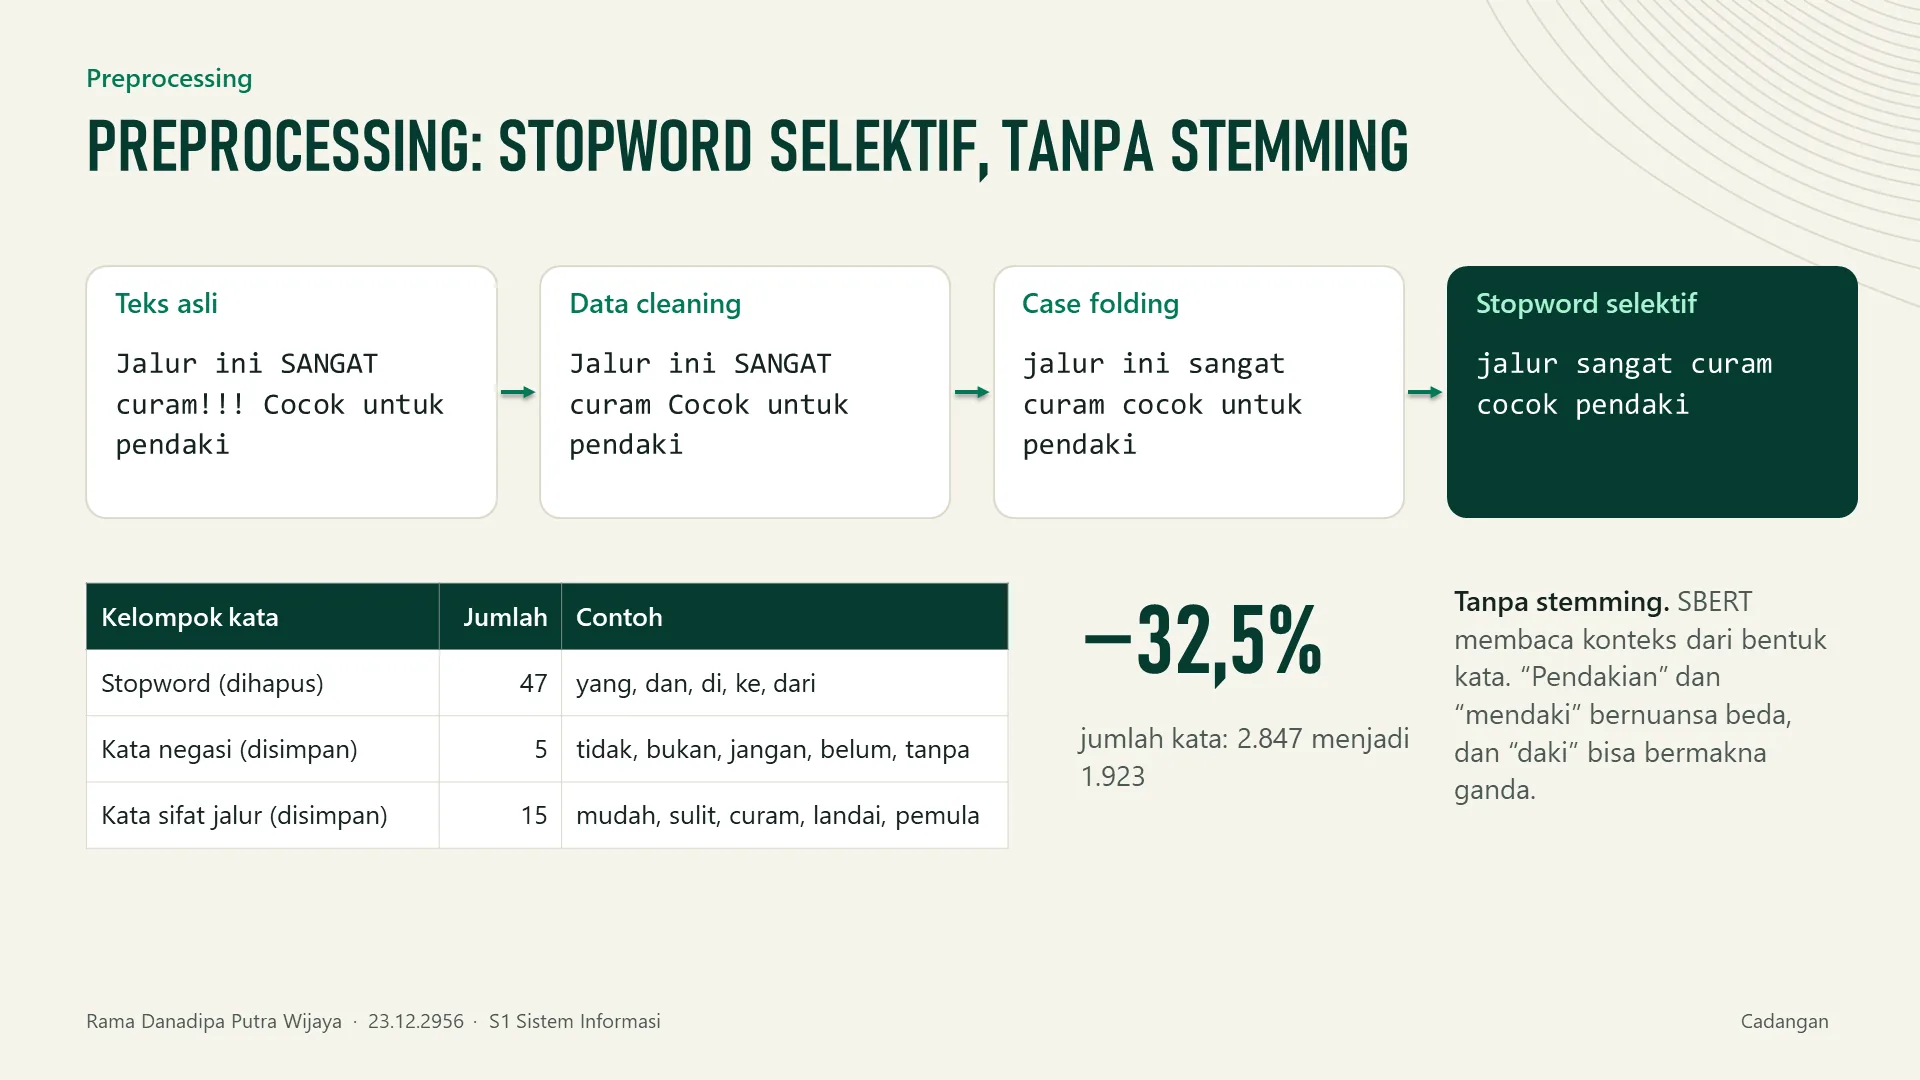 Preprocessing
PREPROCESSING: STOPWORD SELEKTIF, TANPA STEMMING
Teks asli
Jalur ini SANGAT
curam!!! Cocok untuk
pendaki
Data cleaning
Jalur ini SANGAT
curam Cocok untuk
pendaki
Case folding
jalur ini sangat
curam cocok untuk
pendaki
Stopword selektif
jalur sangat curam
cocok pendaki
Kelompok kata Jumlah Contoh
Stopword (dihapus) 47 yang, dan, di, ke, dari
Kata negasi (disimpan) 5 tidak, bukan, jangan, belum, tanpa
Kata sifat jalur (disimpan) 15 mudah, sulit, curam, landai, pemula
−32,5%
jumlah kata: 2.847 menjadi
1.923
Tanpa stemming. SBERT
membaca konteks dari bentuk
kata. “Pendakian” dan
“mendaki” bernuansa beda,
dan “daki” bisa bermakna
ganda.
Rama Danadipa Putra Wijaya · 23.12.2956 · S1 Sistem Informasi
Cadangan